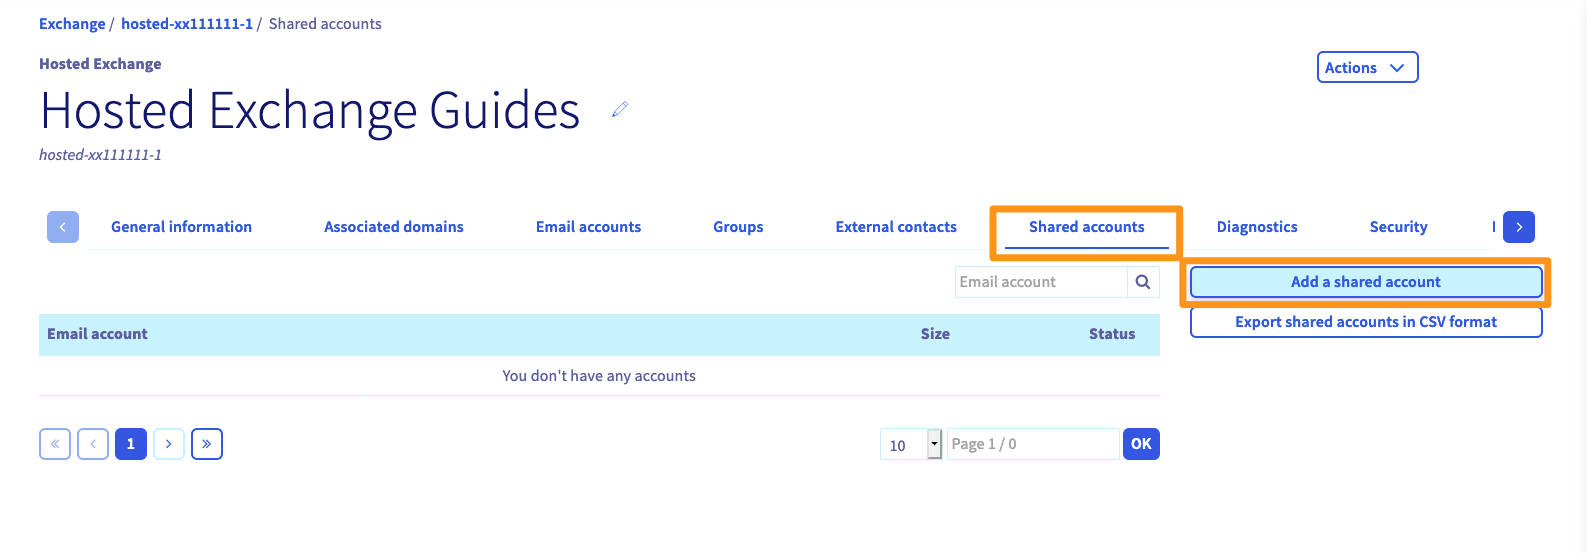 Exchange / hosted-xx111111-1 / Shared accounts
Hosted Exchange
Actions
Hosted Exchange Guides
hosted-xx111111-1
General information Associated domains Email accounts Groups External contacts Shared accounts Diagnostics Security
Email account
Add a shared account
Export shared accounts in CSV format
Email account Size Status
You don't have any accounts
« ‹ 1 › » 10 Page 1 / 0 OK